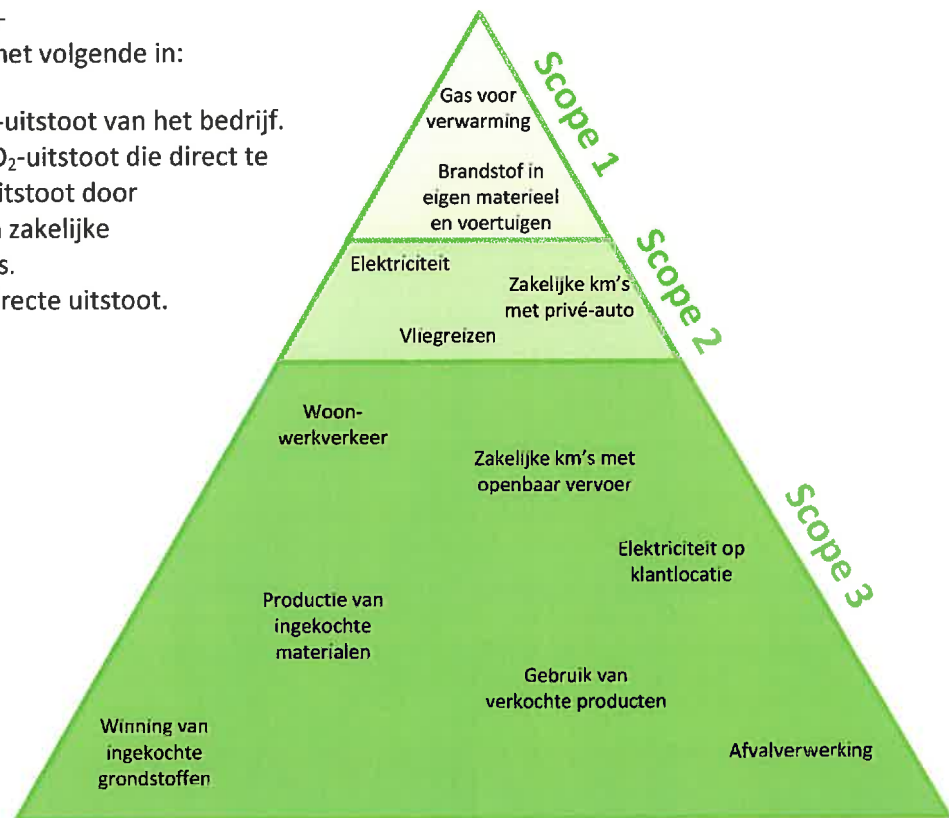 het volgende in:
-uitstoot van het bedrijf.
O₂-uitstoot die direct te
uitstoot door
zakelijke
s.
recte uitstoot.
Gas voor
verwarming
Brandstof in
eigen materieel
en voertuigen
Scope 1
Elektriciteit
Zakelijke km's
met privé-auto
Vliegreizen
Scope 2
Woon-
werkverkeer
Zakelijke km's met
openbaar vervoer
Elektriciteit op
klantlocatie
Productie van
ingekochte
materialen
Gebruik van
verkochte producten
Winning van
ingekochte
grondstoffen
Afvalverwerking
Scope 3